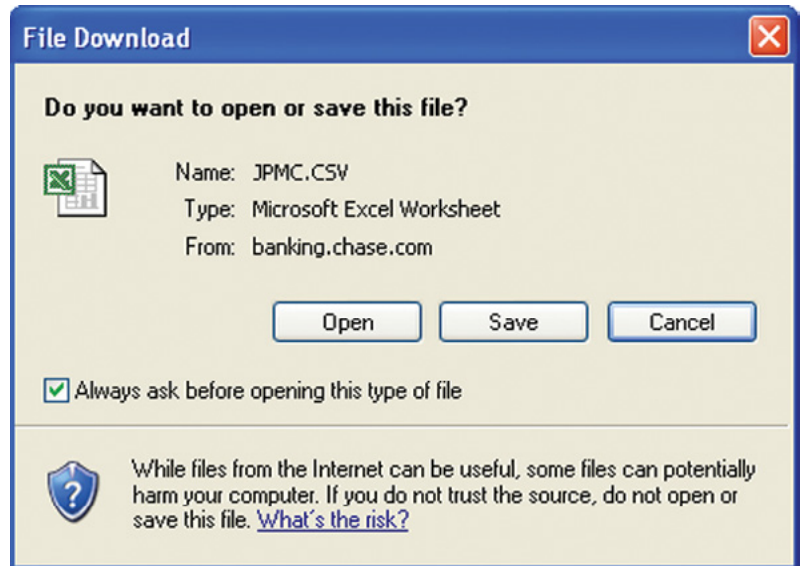 File Download
Do you want to open or save this file?
Name: JPMC.CSV
Type: Microsoft Excel Worksheet
From: banking.chase.com
Open Save Cancel
Always ask before opening this type of file
While files from the Internet can be useful, some files can potentially
harm your computer. If you do not trust the source, do not open or
save this file. What's the risk?